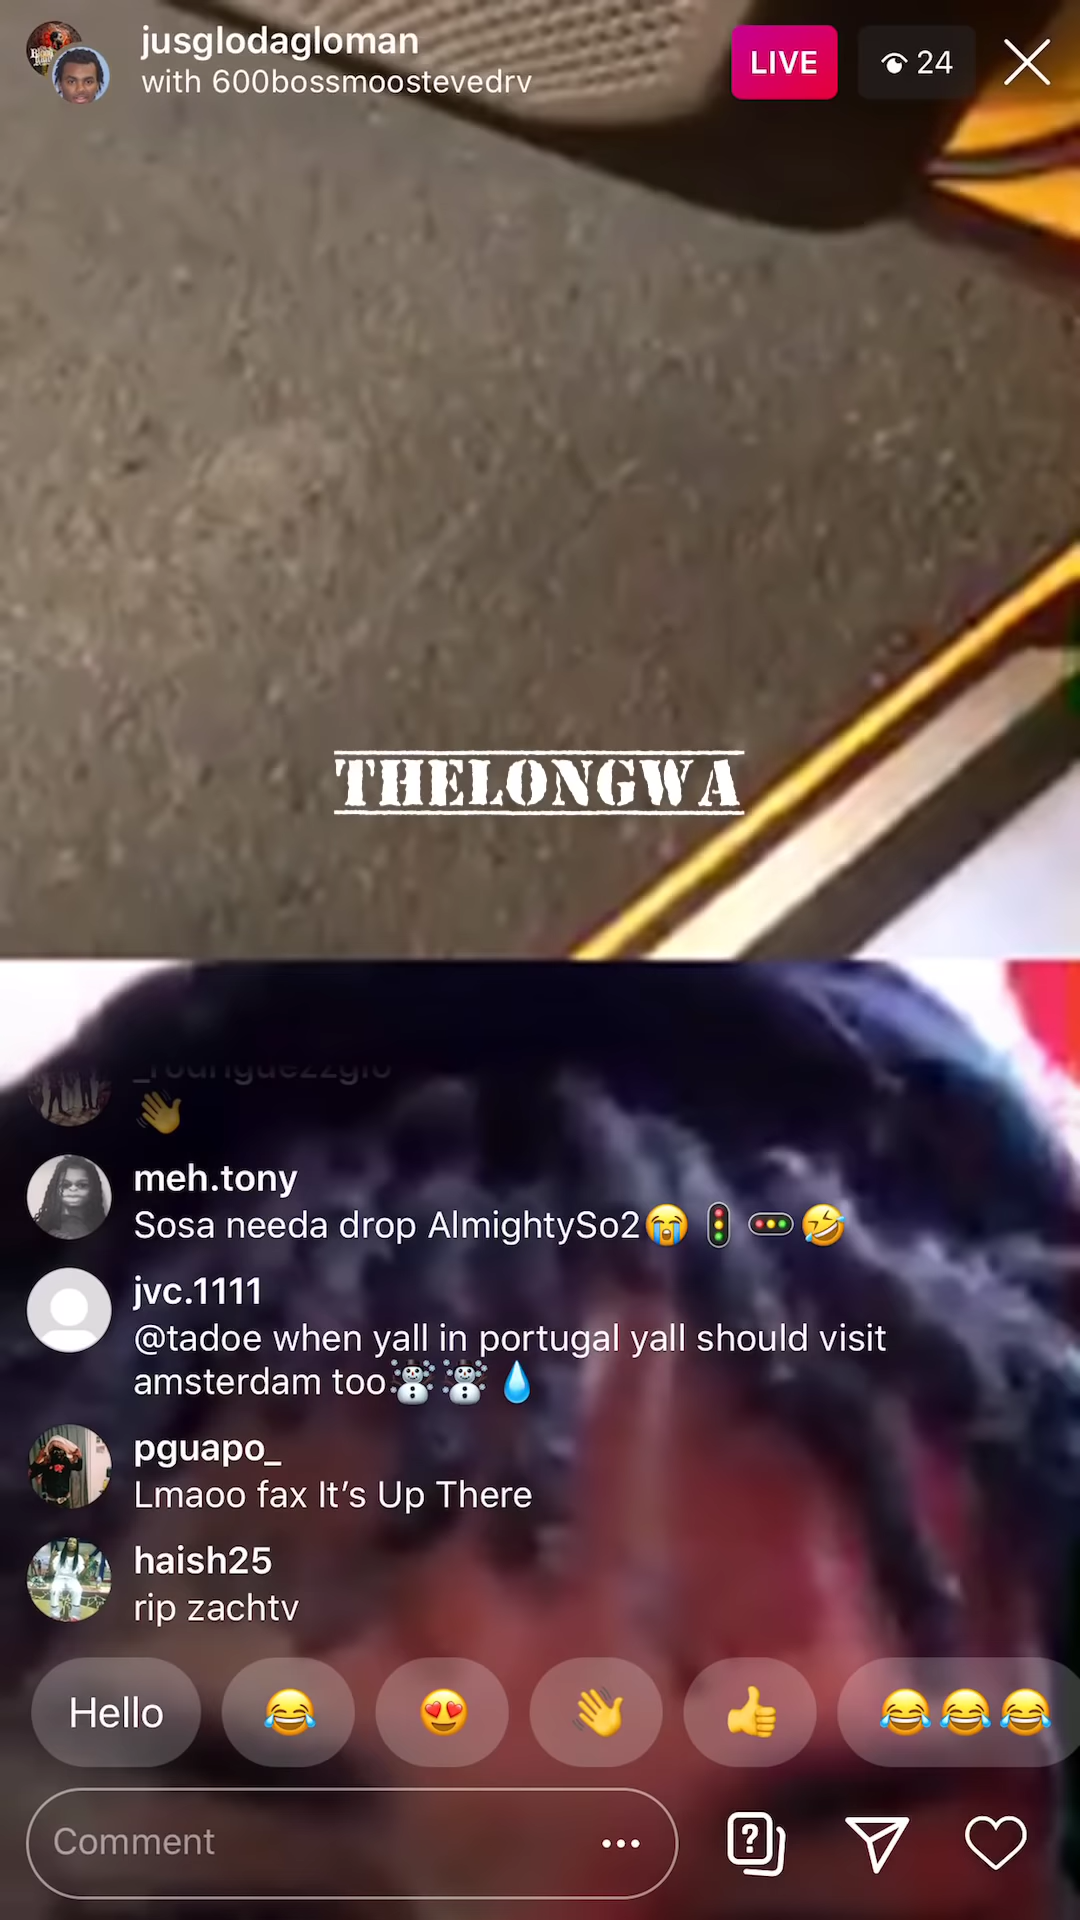 jusglodagloman
with 600bossmoostevedrv
LIVE
24
THELONGWA
_rodriguezzglo
👋
meh.tony
Sosa needa drop AlmightySo2😭🚦🚥🤣
jvc.1111
@tadoe when yall in portugal yall should visit
amsterdam too☃️☃️💧
pguapo_
Lmaoo fax It's Up There
haish25
rip zachtv
Hello 😂 😍 👋 👍 😂😂😂
Comment